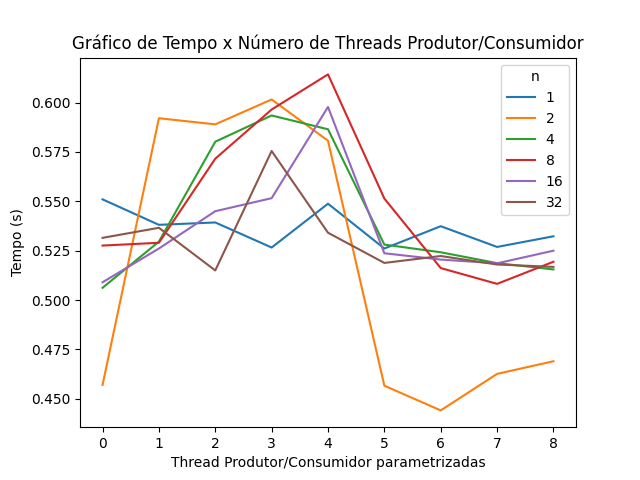 Gráfico de Tempo x Número de Threads Produtor/Consumidor
n
1
2
4
8
16
32
Tempo (s)
0.600
0.575
0.550
0.525
0.500
0.475
0.450
0 1 2 3 4 5 6 7 8
Thread Produtor/Consumidor parametrizadas